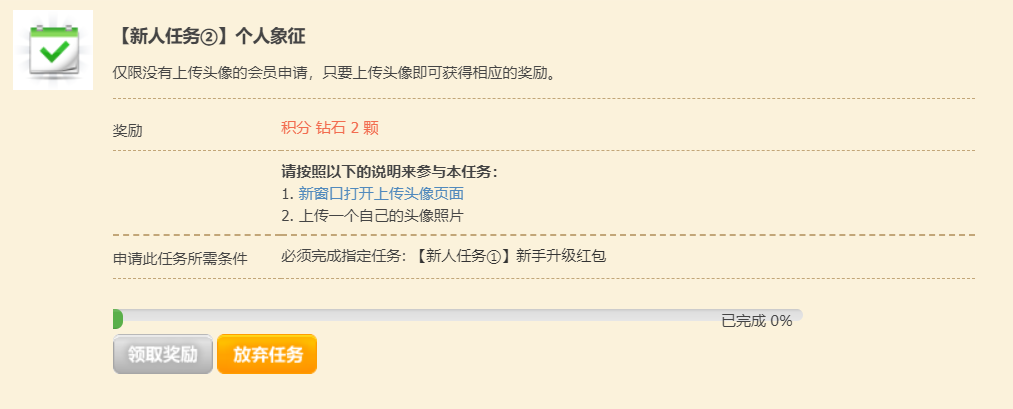 【新人任务②】个人象征
仅限没有上传头像的会员申请，只要上传头像即可获得相应的奖励。
奖励
积分 钻石 2 颗
请按照以下的说明来参与本任务：
1. 新窗口打开上传头像页面
2. 上传一个自己的头像照片
申请此任务所需条件
必须完成指定任务:【新人任务①】新手升级红包
已完成 0%
领取奖励
放弃任务